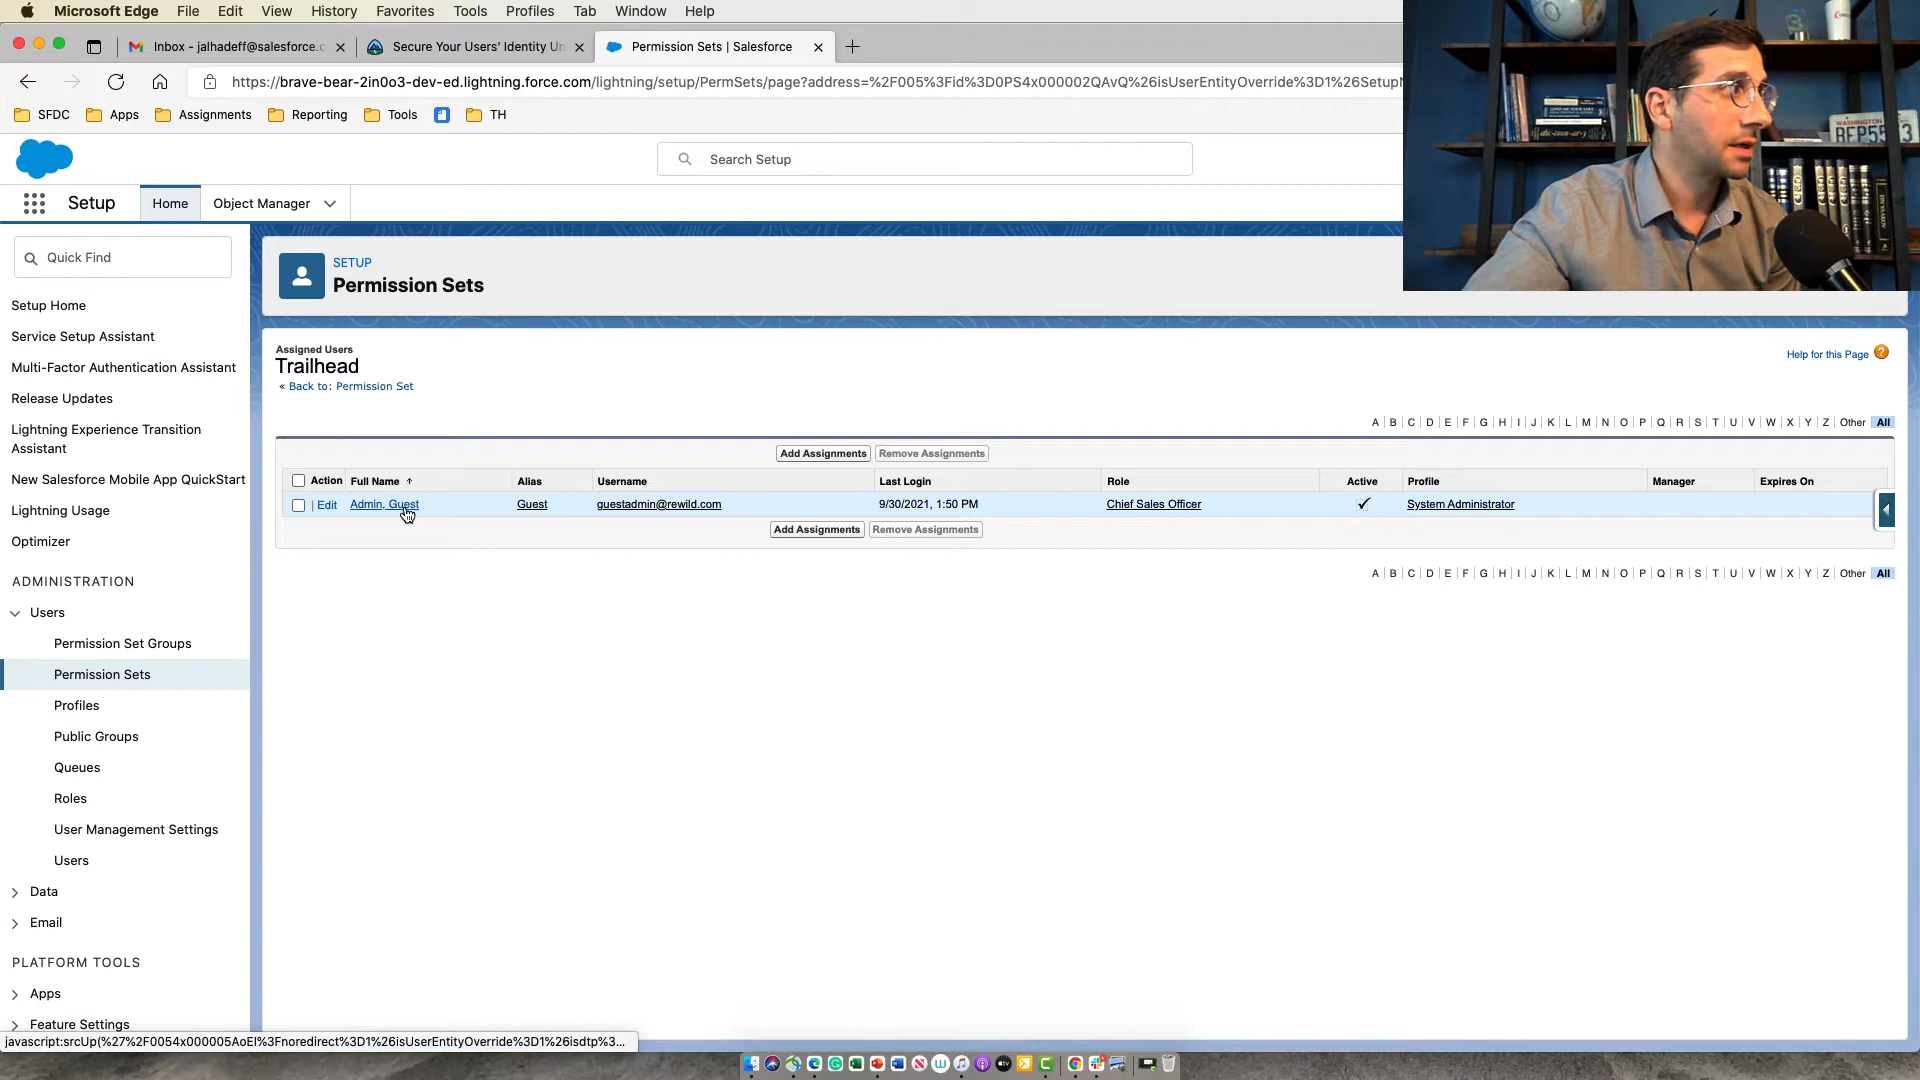 Microsoft Edge File Edit View History Favorites Tools Profiles Tab Window Help
Inbox - jalhadeff@salesforce.c
Secure Your Users' Identity Un
Permission Sets | Salesforce
https://brave-bear-2in0o3-dev-ed.lightning.force.com/lightning/setup/PermSets/page?address=%2F005%3Fid%3D0PS4x000002QAvQ%26isUserEntityOverride%3D1%26SetupN
SFDC Apps Assignments Reporting Tools TH
Search Setup
Setup Home Object Manager
Quick Find
Setup Home
Service Setup Assistant
Multi-Factor Authentication Assistant
Release Updates
Lightning Experience Transition
Assistant
New Salesforce Mobile App QuickStart
Lightning Usage
Optimizer
ADMINISTRATION
Users
Permission Set Groups
Permission Sets
Profiles
Public Groups
Queues
Roles
User Management Settings
Users
Data
Email
PLATFORM TOOLS
Apps
Feature Settings
SETUP
Permission Sets
Assigned Users
Trailhead
« Back to: Permission Set
Help for this Page ?
A | B | C | D | E | F | G | H | I | J | K | L | M | N | O | P | Q | R | S | T | U | V | W | X | Y | Z | Other | All
Add Assignments Remove Assignments
Action Full Name Alias Username Last Login Role Active Profile Manager Expires On
| Edit Admin, Guest Guest guestadmin@rewild.com 9/30/2021, 1:50 PM Chief Sales Officer System Administrator
Add Assignments Remove Assignments
A | B | C | D | E | F | G | H | I | J | K | L | M | N | O | P | Q | R | S | T | U | V | W | X | Y | Z | Other | All
javascript:srcUp(%27%2F0054x000005AoEI%3Fnoredirect%3D1%26isUserEntityOverride%3D1%26isdtp%3...
WASHINGTON